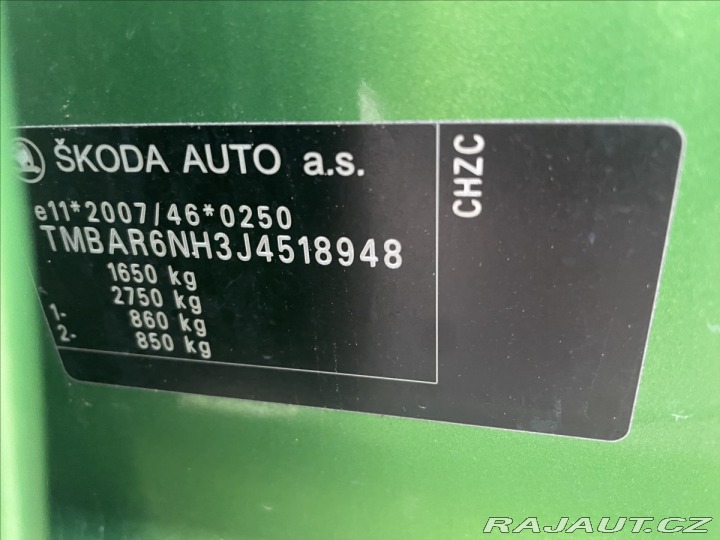 ŠKODA AUTO a.s.
e11*2007/46*0250
TMBAR6NH3J4518948
1650 kg
2750 kg
1- 860 kg
2- 850 kg
CHZC
RAJAUT.CZ